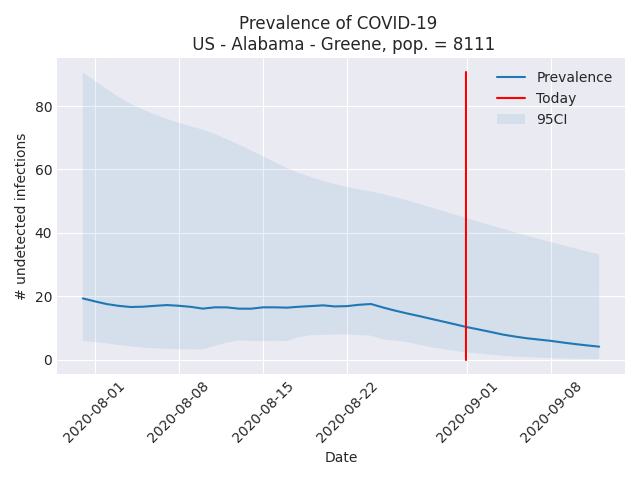 Prevalence of COVID-19
US - Alabama - Greene, pop. = 8111
Prevalence
Today
95CI
# undetected infections
80
60
40
20
0
2020-08-01
2020-08-08
2020-08-15
2020-08-22
2020-09-01
2020-09-08
Date